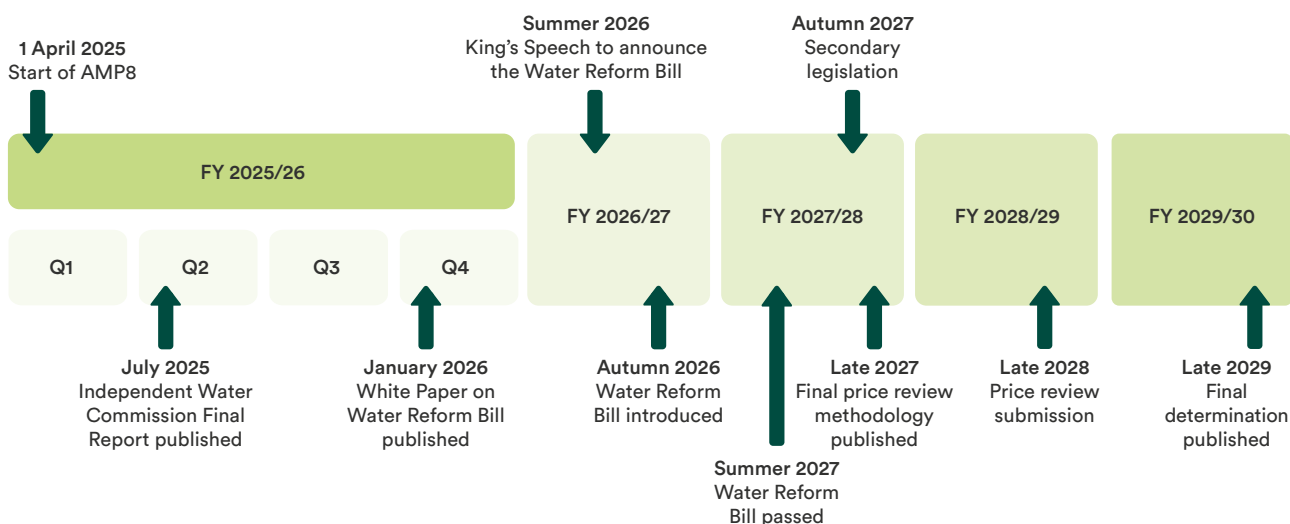 1 April 2025
Start of AMP8
Summer 2026
King’s Speech to announce
the Water Reform Bill
Autumn 2027
Secondary
legislation
FY 2025/26
FY 2026/27
FY 2027/28
FY 2028/29
FY 2029/30
Q1
Q2
Q3
Q4
July 2025
Independent Water
Commission Final
Report published
January 2026
White Paper on
Water Reform Bill
published
Autumn 2026
Water Reform
Bill introduced
Summer 2027
Water Reform
Bill passed
Late 2027
Final price review
methodology
published
Late 2028
Price review
submission
Late 2029
Final
determination
published